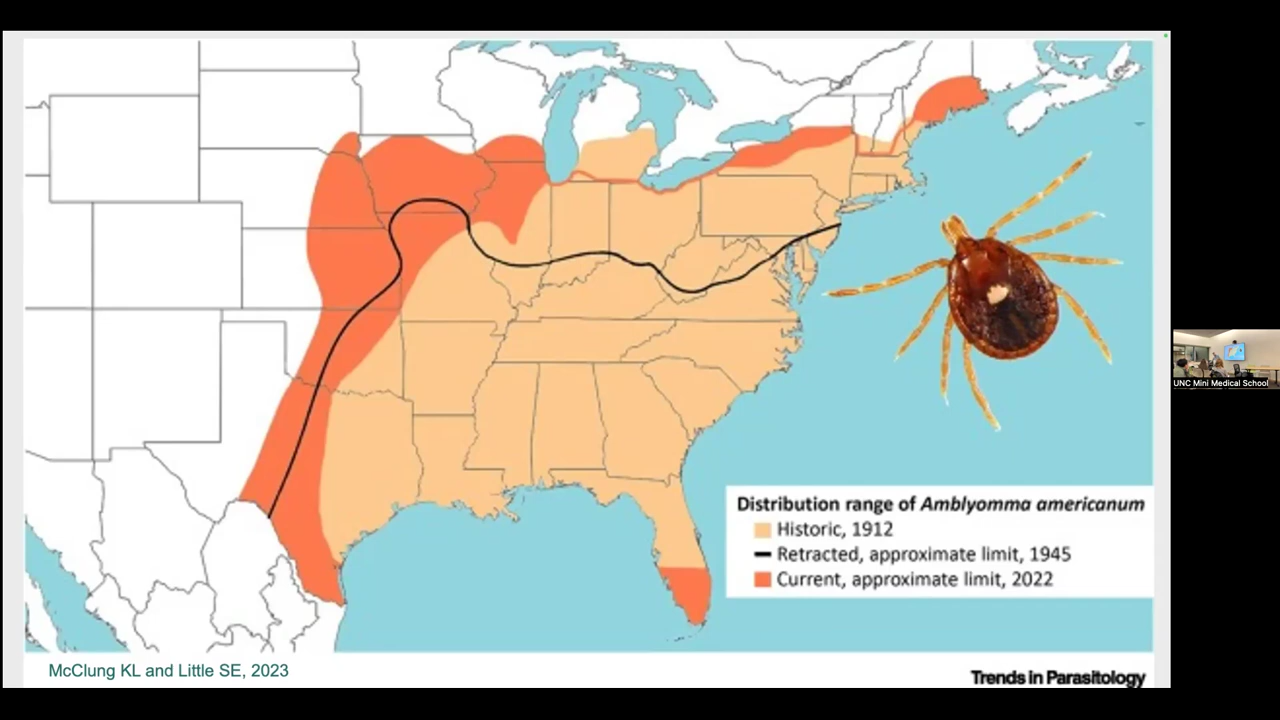 Distribution range of Amblyomma americanum
Historic, 1912
Retracted, approximate limit, 1945
Current, approximate limit, 2022
McClung KL and Little SE, 2023
Trends in Parasitology
UNC Mini Medical School